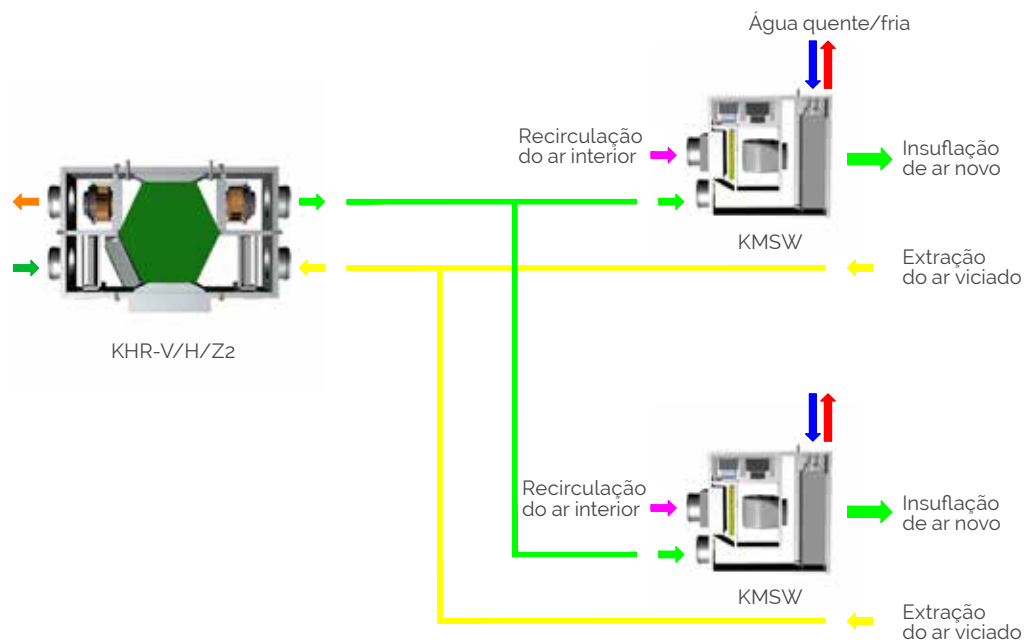 Água quente/fria
Recirculação
do ar interior
Insuflação
de ar novo
KMSW
Extração
do ar viciado
KHR-V/H/Z2
Recirculação
do ar interior
Insuflação
de ar novo
KMSW
Extração
do ar viciado